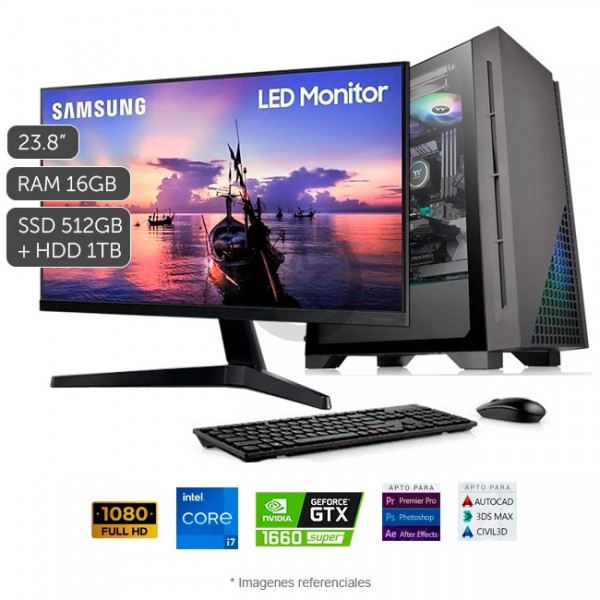 SAMSUNG
LED Monitor
23.8"
RAM 16GB
SSD 512GB
+ HDD 1TB
1080
FULL HD
intel
CORE
i7
NVIDIA
GEFORCE
GTX
1660 super
APTO PARA
Pr Premier Pro
Ps Photoshop
Ae After Effects
APTO PARA
AUTOCAD
3DS MAX
CIVIL3D
* Imagenes referenciales